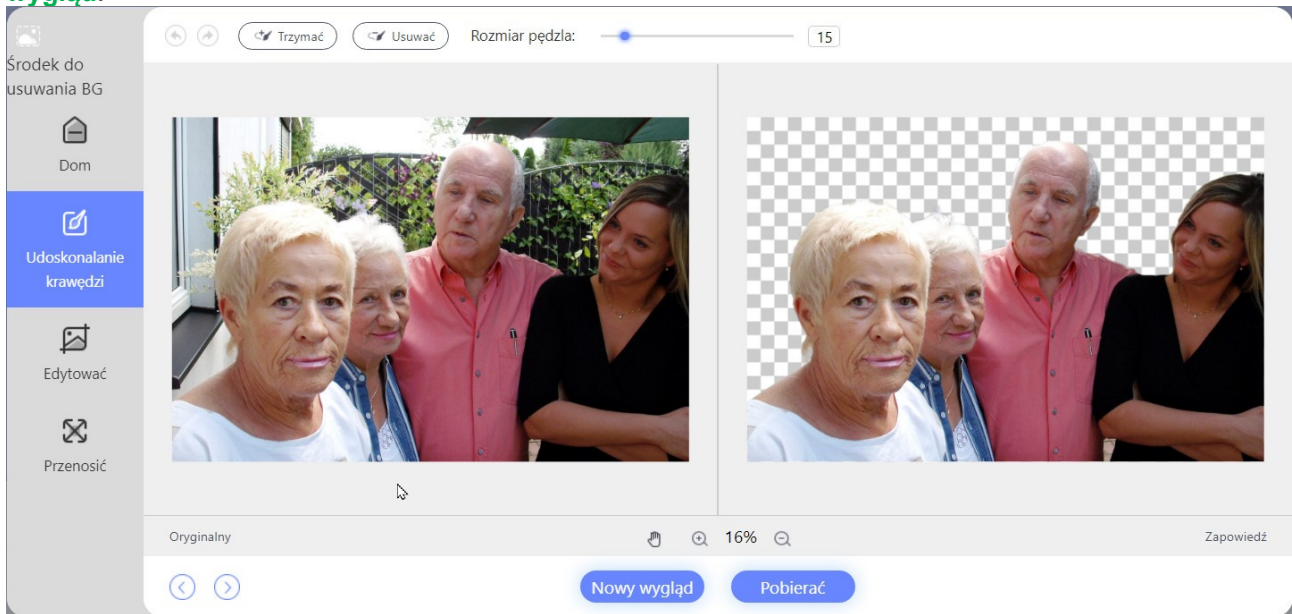 wygląd.
Środek do
usuwania BG
Dom
Udoskonalanie
krawędzi
Edytować
Przenosić
Trzymać
Usuwać
Rozmiar pędzla:
15
Oryginalny
16%
Zapowiedź
Nowy wygląd
Pobierać